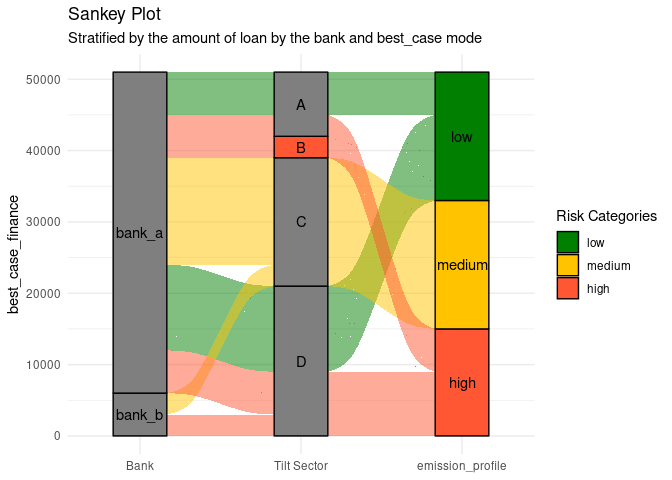 Sankey Plot
Stratified by the amount of loan by the bank and best_case mode
best_case_finance
50000
40000
30000
20000
10000
0
bank_a
bank_b
A
B
C
D
low
medium
high
Bank
Tilt Sector
emission_profile
Risk Categories
low
medium
high